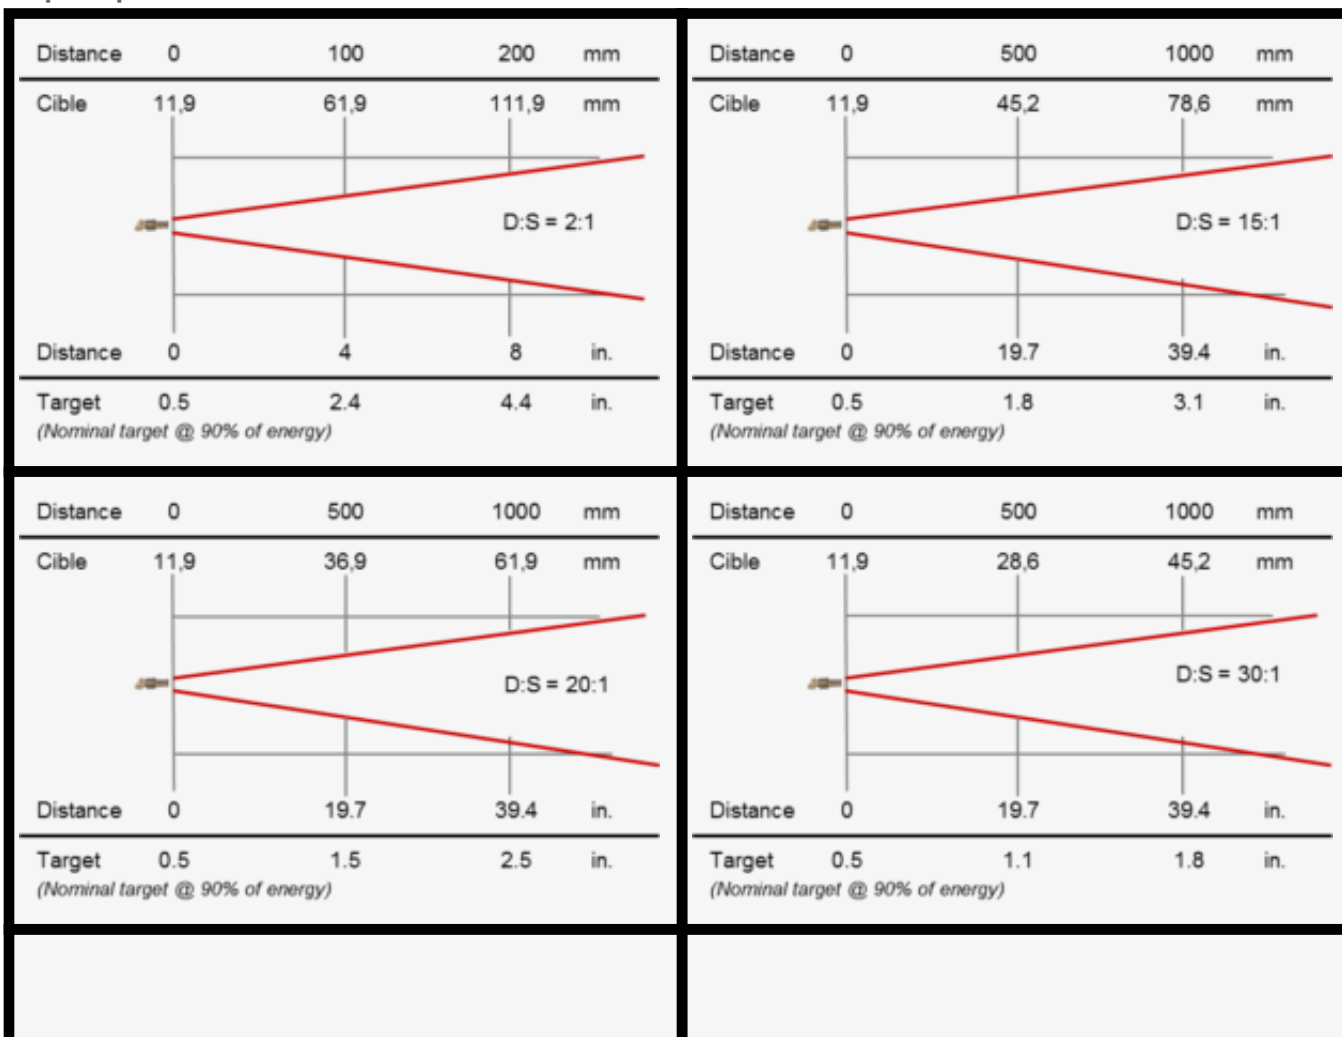 Distance 0 100 200 mm
Cible 11,9 61,9 111,9 mm
D:S = 2:1
Distance 0 4 8 in.
Target 0.5 2.4 4.4 in.
(Nominal target @ 90% of energy)
Distance 0 500 1000 mm
Cible 11,9 45,2 78,6 mm
D:S = 15:1
Distance 0 19.7 39.4 in.
Target 0.5 1.8 3.1 in.
(Nominal target @ 90% of energy)
Distance 0 500 1000 mm
Cible 11,9 36,9 61,9 mm
D:S = 20:1
Distance 0 19.7 39.4 in.
Target 0.5 1.5 2.5 in.
(Nominal target @ 90% of energy)
Distance 0 500 1000 mm
Cible 11,9 28,6 45,2 mm
D:S = 30:1
Distance 0 19.7 39.4 in.
Target 0.5 1.1 1.8 in.
(Nominal target @ 90% of energy)